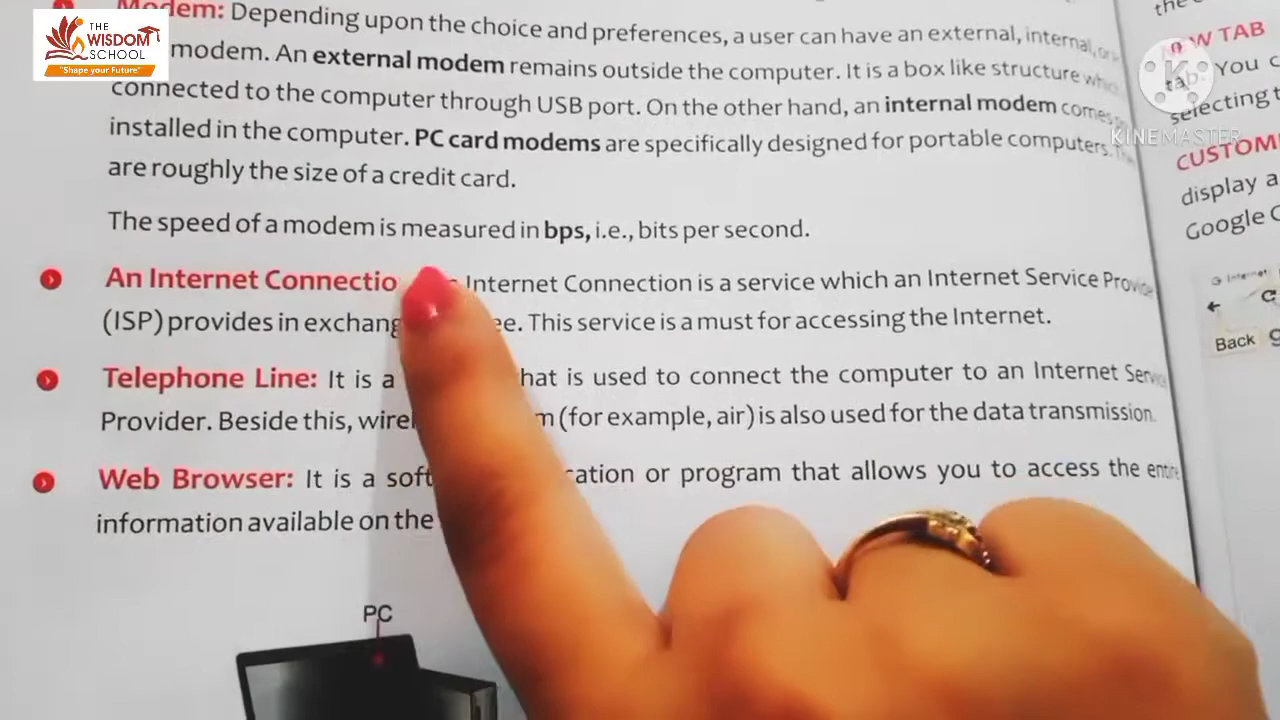 THE
WISDOM
SCHOOL
"Shape your Future"
Modem: Depending upon the choice and preferences, a user can have an external, internal, or
modem. An external modem remains outside the computer. It is a box like structure
connected to the computer through USB port. On the other hand, an internal modem comes
installed in the computer. PC card modems are specifically designed for portable computers.
are roughly the size of a credit card.
The speed of a modem is measured in bps, i.e., bits per second.
An Internet Connectio Internet Connection is a service which an Internet Service Provide
(ISP) provides in exchang ee. This service is a must for accessing the Internet.
Telephone Line: It is a hat is used to connect the computer to an Internet Servi
Provider. Beside this, wirel m (for example, air) is also used for the data transmission.
Web Browser: It is a soft cation or program that allows you to access the entire
information available on the
PC
the
NEW TAB
tab. You c
selecting t
CUSTOM
display a
Google C
Back
KINEMASTER